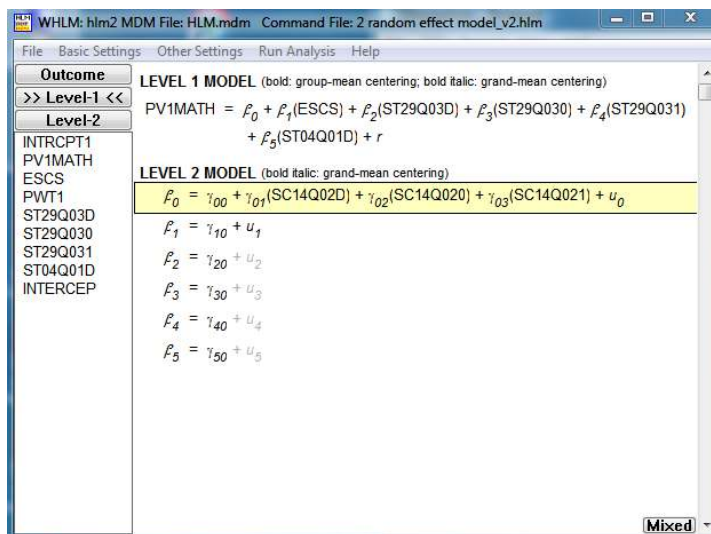 WHLM: hlm2 MDM File: HLM.mdm Command File: 2 random effect model_v2.hlm
File Basic Settings Other Settings Run Analysis Help
Outcome
>> Level-1 <<
Level-2
INTRCPT1
PV1MATH
ESCS
PWT1
ST29Q03D
ST29Q030
ST29Q031
ST04Q01D
INTERCEP
LEVEL 1 MODEL (bold: group-mean centering; bold italic: grand-mean centering)
PV1MATH = β0 + β1(ESCS) + β2(ST29Q03D) + β3(ST29Q030) + β4(ST29Q031)
+ β5(ST04Q01D) + r
LEVEL 2 MODEL (bold italic: grand-mean centering)
β0 = γ00 + γ01(SC14Q02D) + γ02(SC14Q020) + γ03(SC14Q021) + u0
β1 = γ10 + u1
β2 = γ20 + u2
β3 = γ30 + u3
β4 = γ40 + u4
β5 = γ50 + u5
Mixed